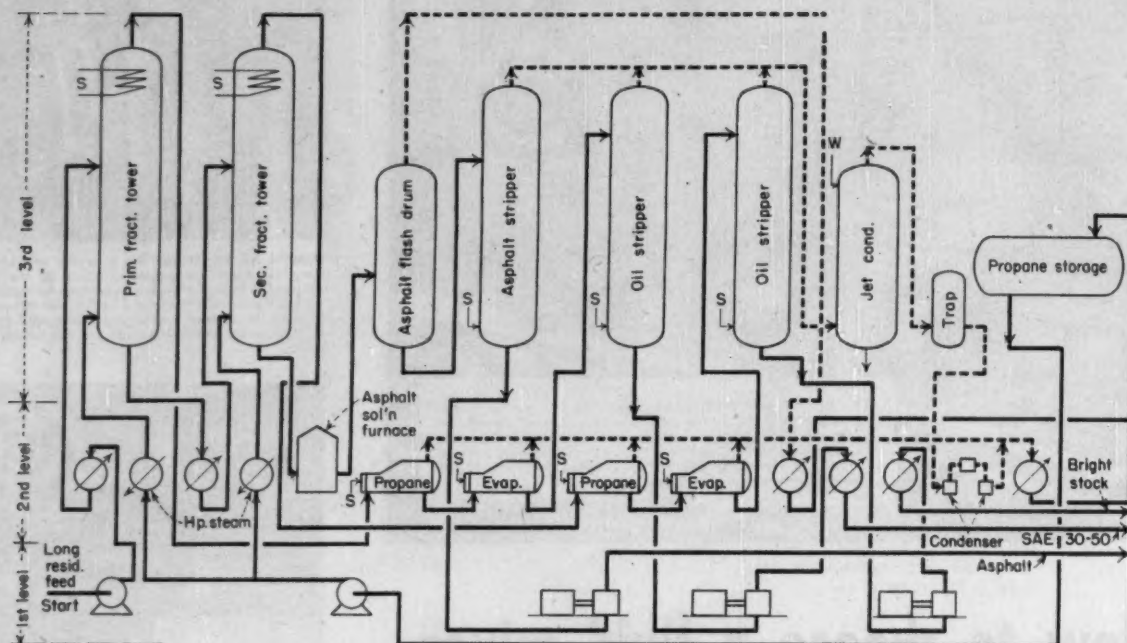 3rd level
2nd level
1st level
S
Prim. fract. tower
S
Sec. fract. tower
Asphalt flash drum
S
Asphalt stripper
S
Oil stripper
S
Oil stripper
W
Jet cond.
Trap
Propane storage
Asphalt
sol'n
furnace
Hp. steam
S
Propane
S
Evap.
S
Propane
S
Evap.
Bright
stock
Condenser
SAE 30-50
Asphalt
Long
resid.
feed
Start